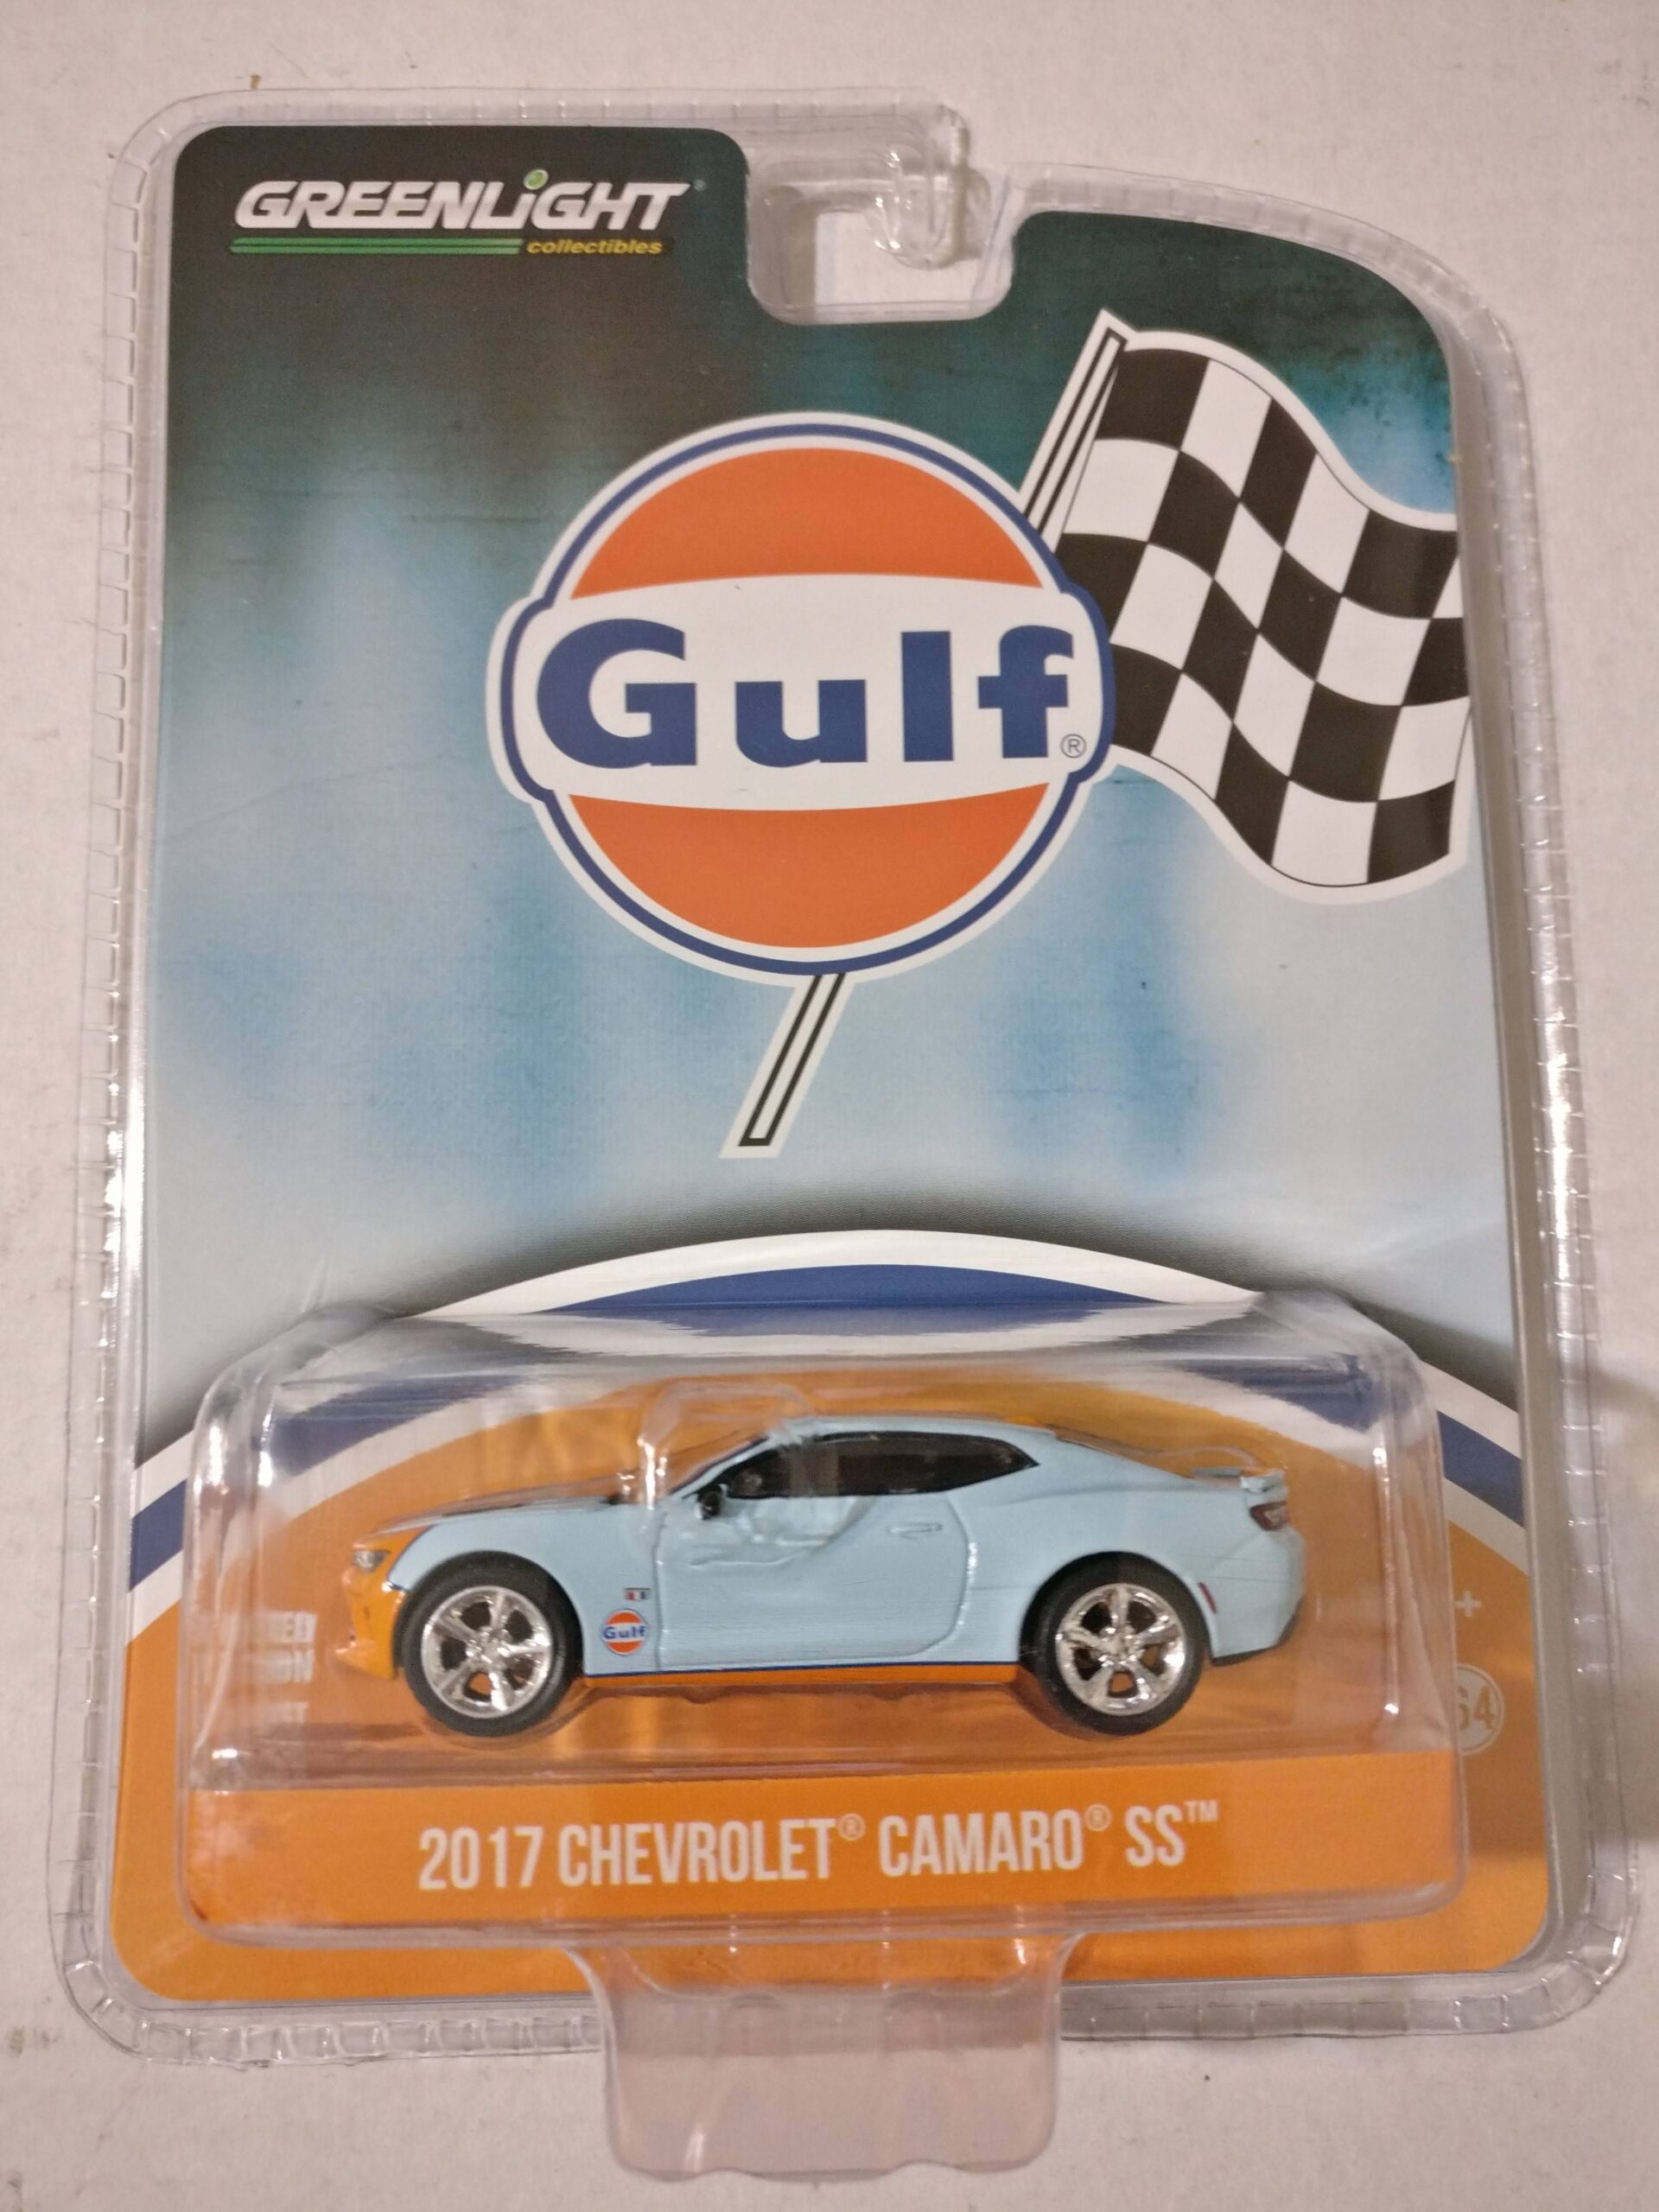 GREENLiGHT®
collectibles
Gulf®
Gulf
2017 CHEVROLET® CAMARO® SS™